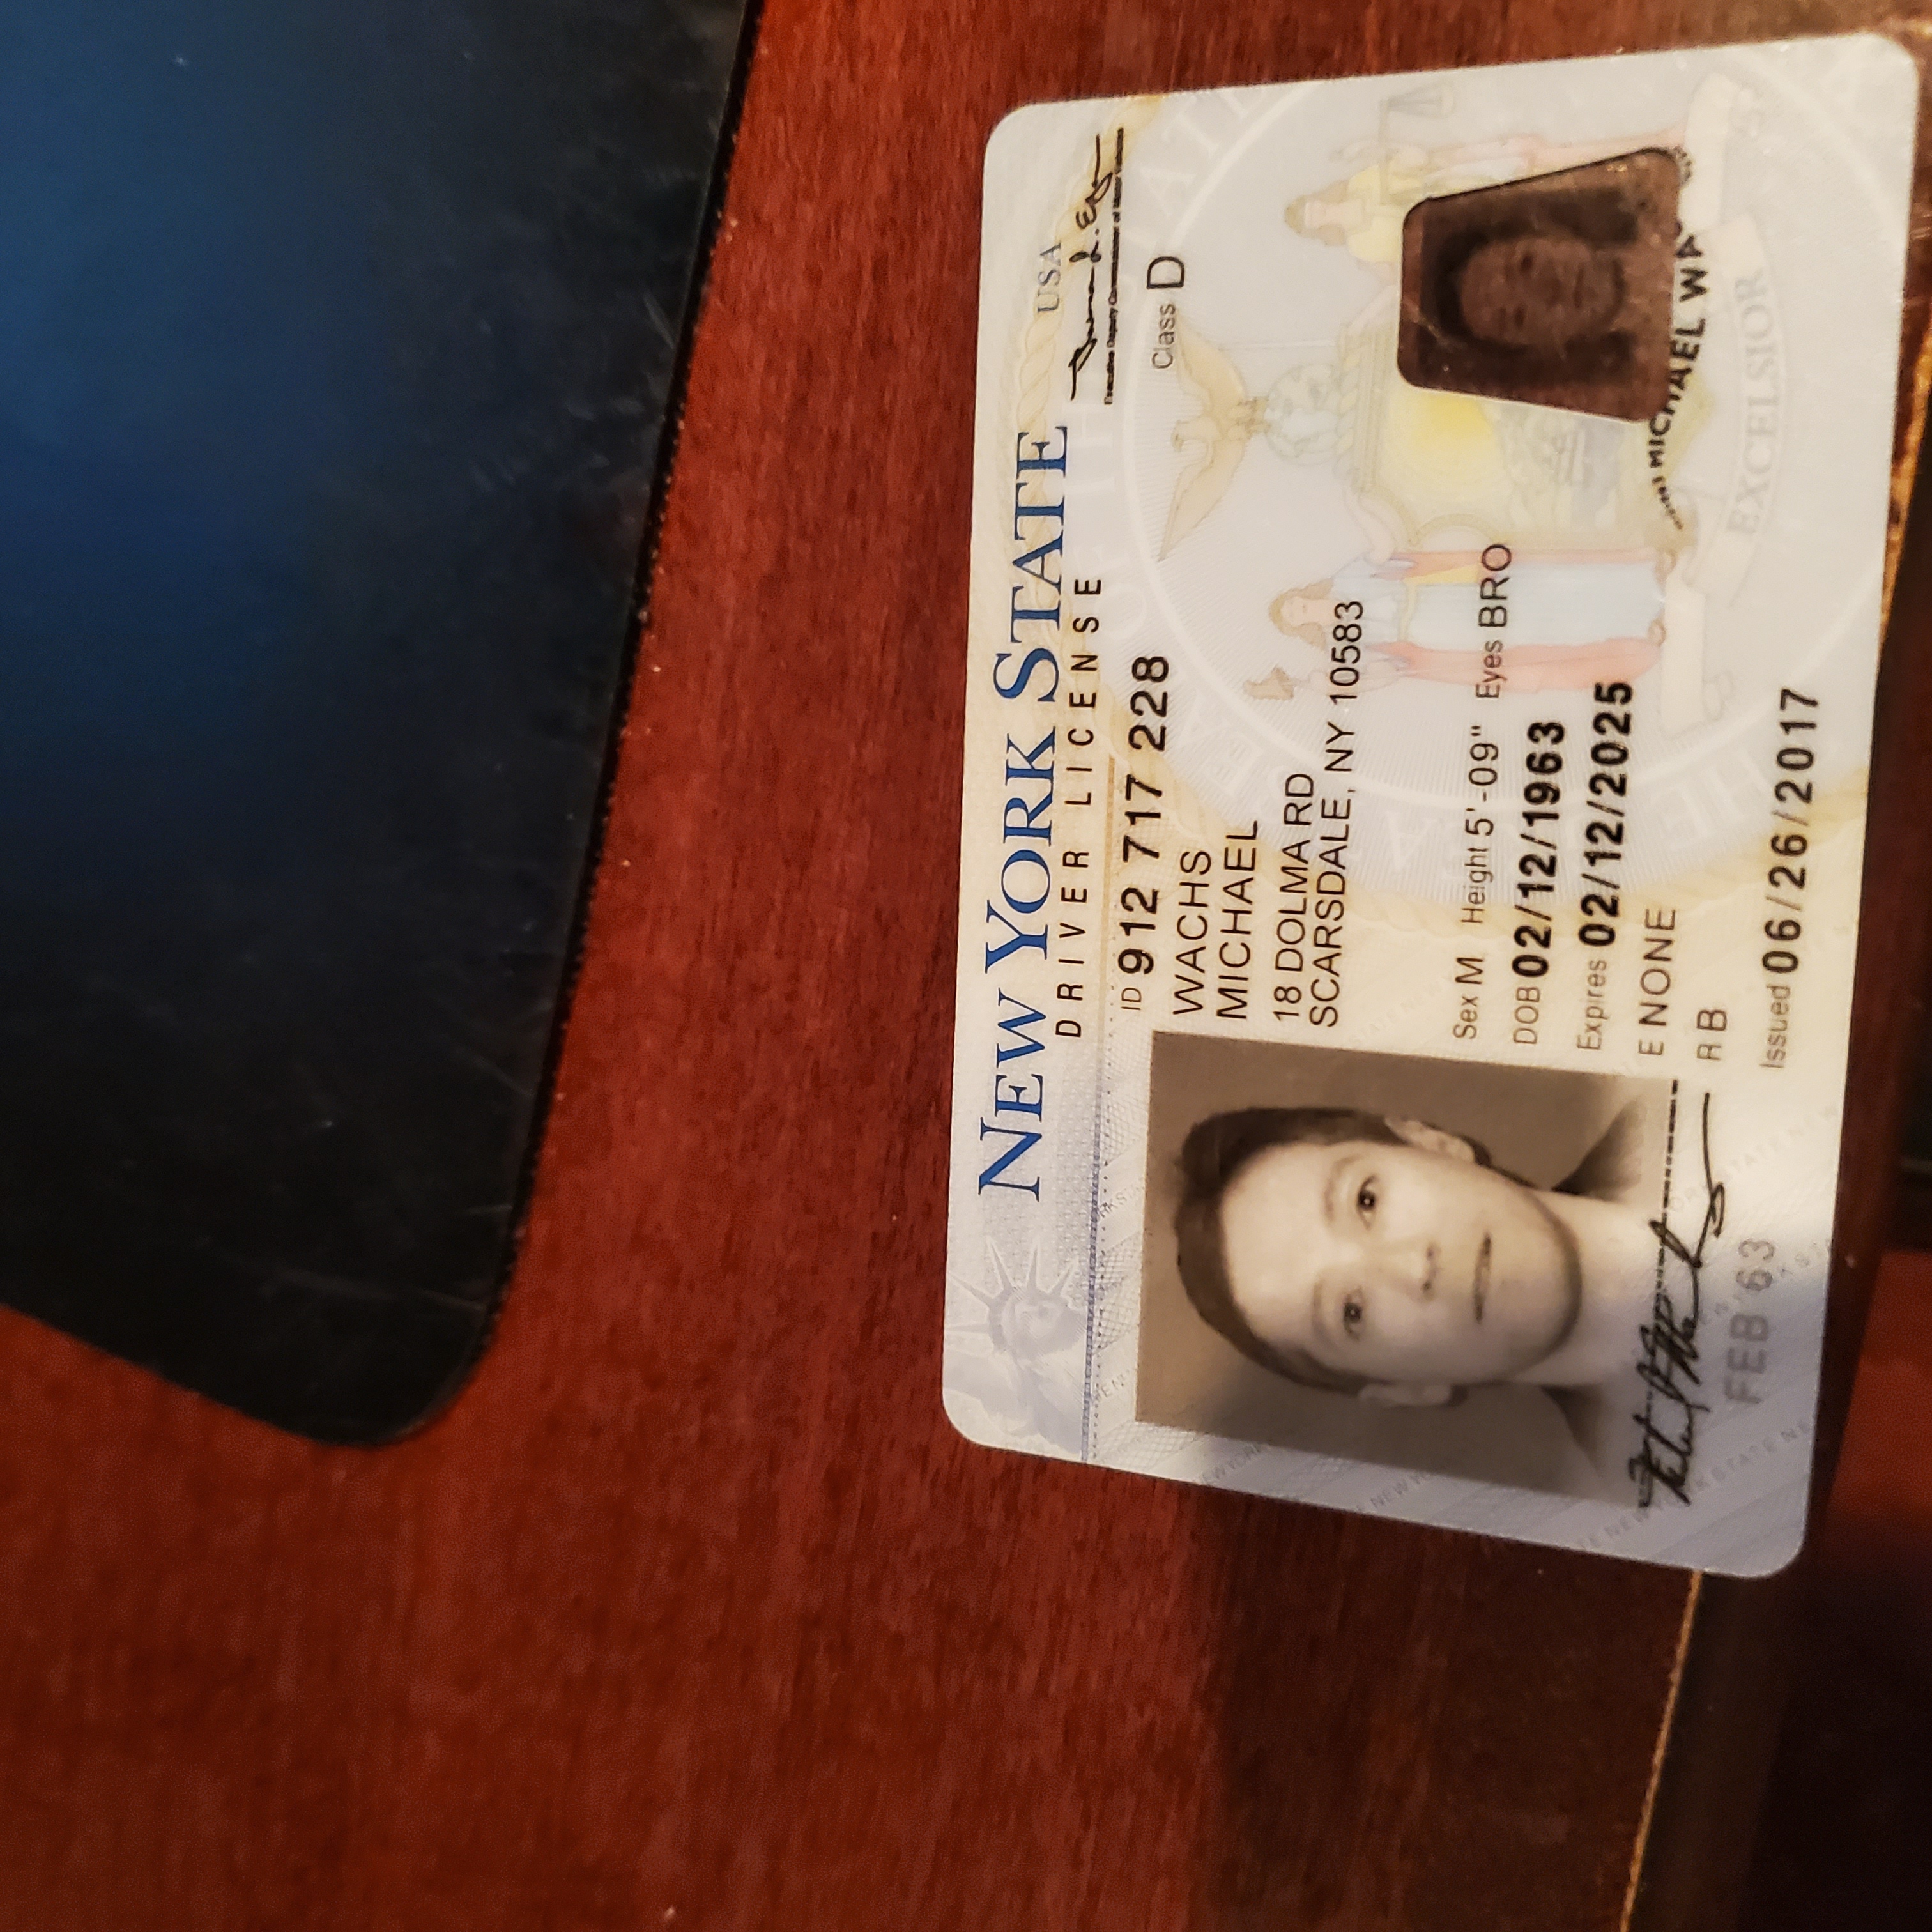 NEW YORK STATE
USA
DRIVER LICENSE
Executive Deputy Commissioner of Motor Vehicles
ID 912 717 228
Class D
WACHS
MICHAEL
18 DOLMA RD
SCARSDALE, NY 10583
Sex M Height 5'-09" Eyes BRO
DOB 02/12/1963
Expires 02/12/2025
E NONE
R B
MICHAEL WA
FEB 63
EXCELSIOR
Issued 06/26/2017